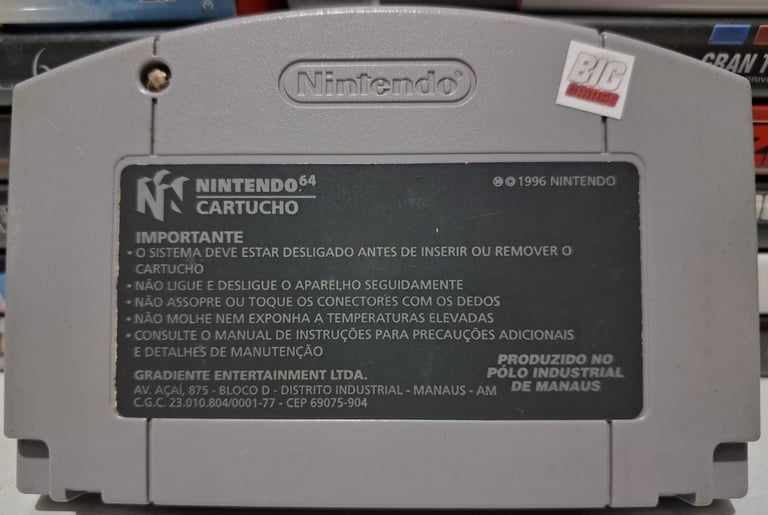 Nintendo®
BIG
GAMES
GRAN T
NINTENDO 64
CARTUCHO
Ⓜ © 1996 NINTENDO
IMPORTANTE
• O SISTEMA DEVE ESTAR DESLIGADO ANTES DE INSERIR OU REMOVER O
CARTUCHO
• NÃO LIGUE E DESLIGUE O APARELHO SEGUIDAMENTE
• NÃO ASSOPRE OU TOQUE OS CONECTORES COM OS DEDOS
• NÃO MOLHE NEM EXPONHA A TEMPERATURAS ELEVADAS
• CONSULTE O MANUAL DE INSTRUÇÕES PARA PRECAUÇÕES ADICIONAIS
E DETALHES DE MANUTENÇÃO
PRODUZIDO NO
PÓLO INDUSTRIAL
DE MANAUS
GRADIENTE ENTERTAINMENT LTDA.
AV. AÇAÍ, 875 - BLOCO D - DISTRITO INDUSTRIAL - MANAUS - AM
C.G.C. 23.010.804/0001-77 - CEP 69075-904